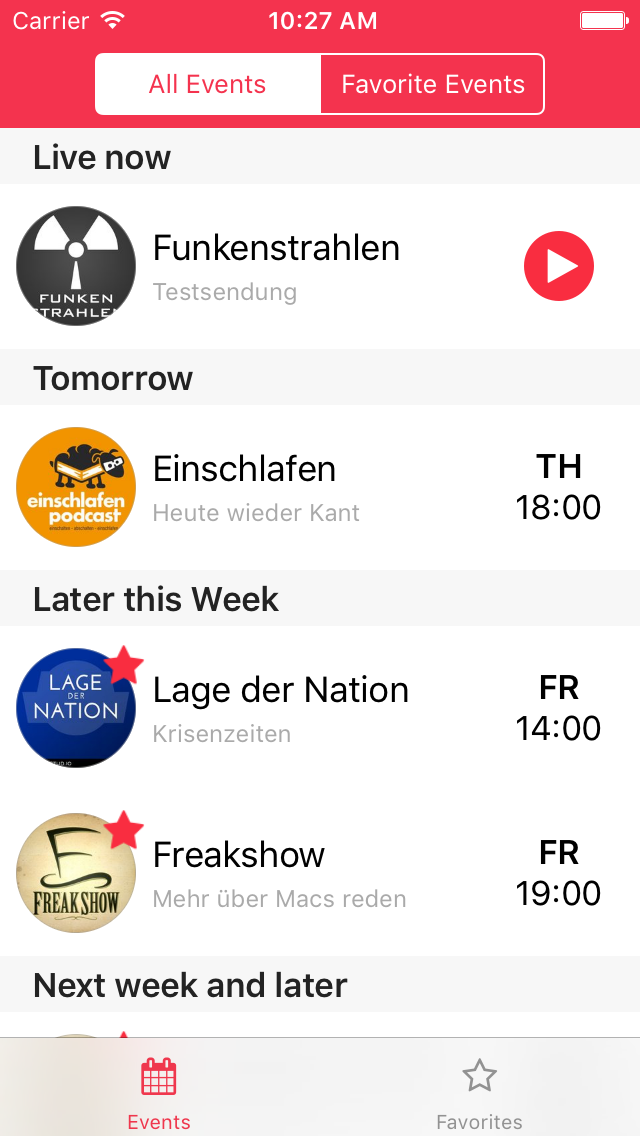 Carrier 10:27 AM
All Events Favorite Events
Live now
FUNKEN
STRAHLEN
Funkenstrahlen
Testsendung
Tomorrow
einschlafen
podcast
Einschlafen
Heute wieder Kant
TH
18:00
Later this Week
LAGE
DER
NATION
Lage der Nation
Krisenzeiten
FR
14:00
FREAK SHOW
Freakshow
Mehr über Macs reden
FR
19:00
Next week and later
Events Favorites